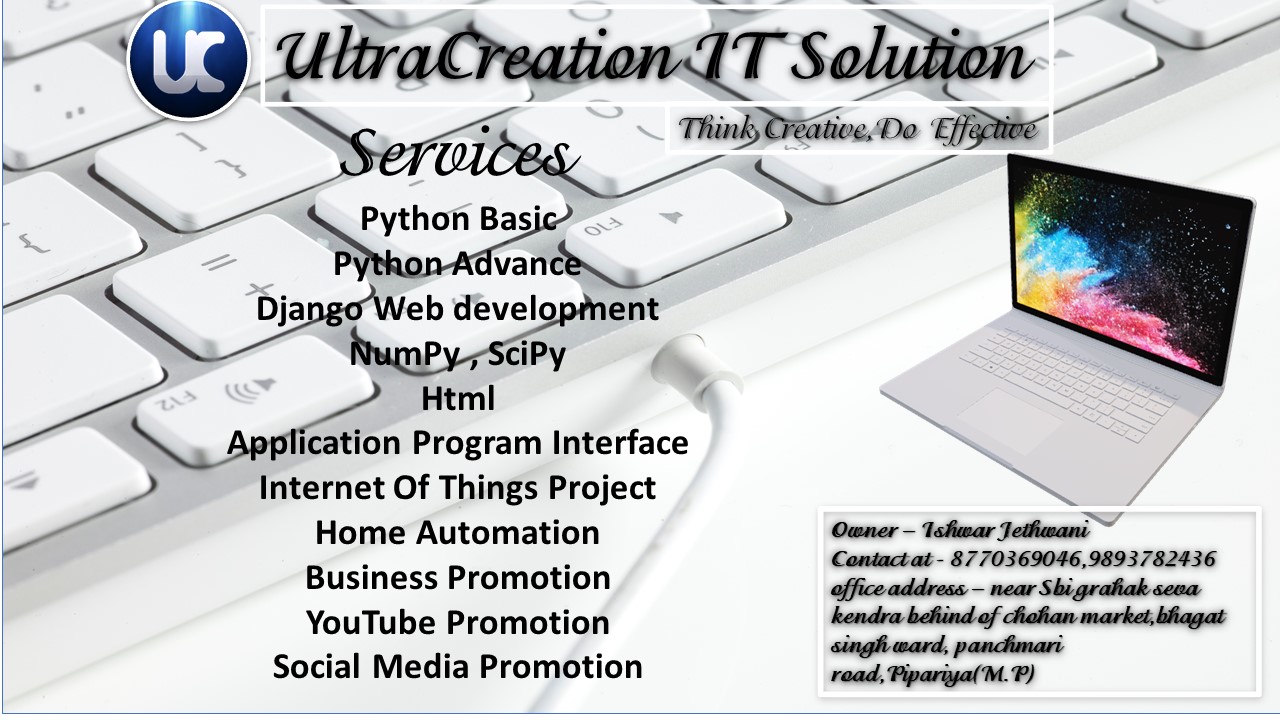 UC
UltraCreation IT Solution
Think Creative,Do Effective
Services
Python Basic
Python Advance
Django Web development
NumPy , SciPy
Html
Application Program Interface
Internet Of Things Project
Home Automation
Business Promotion
YouTube Promotion
Social Media Promotion
Owner – Ishwar Jethwani
Contact at - 8770369046,9893782436
office address – near Sbi grahak seva
kendra behind of chohan market,bhagat
singh ward, panchmari
road,Pipariya(M.P)
F10
F12